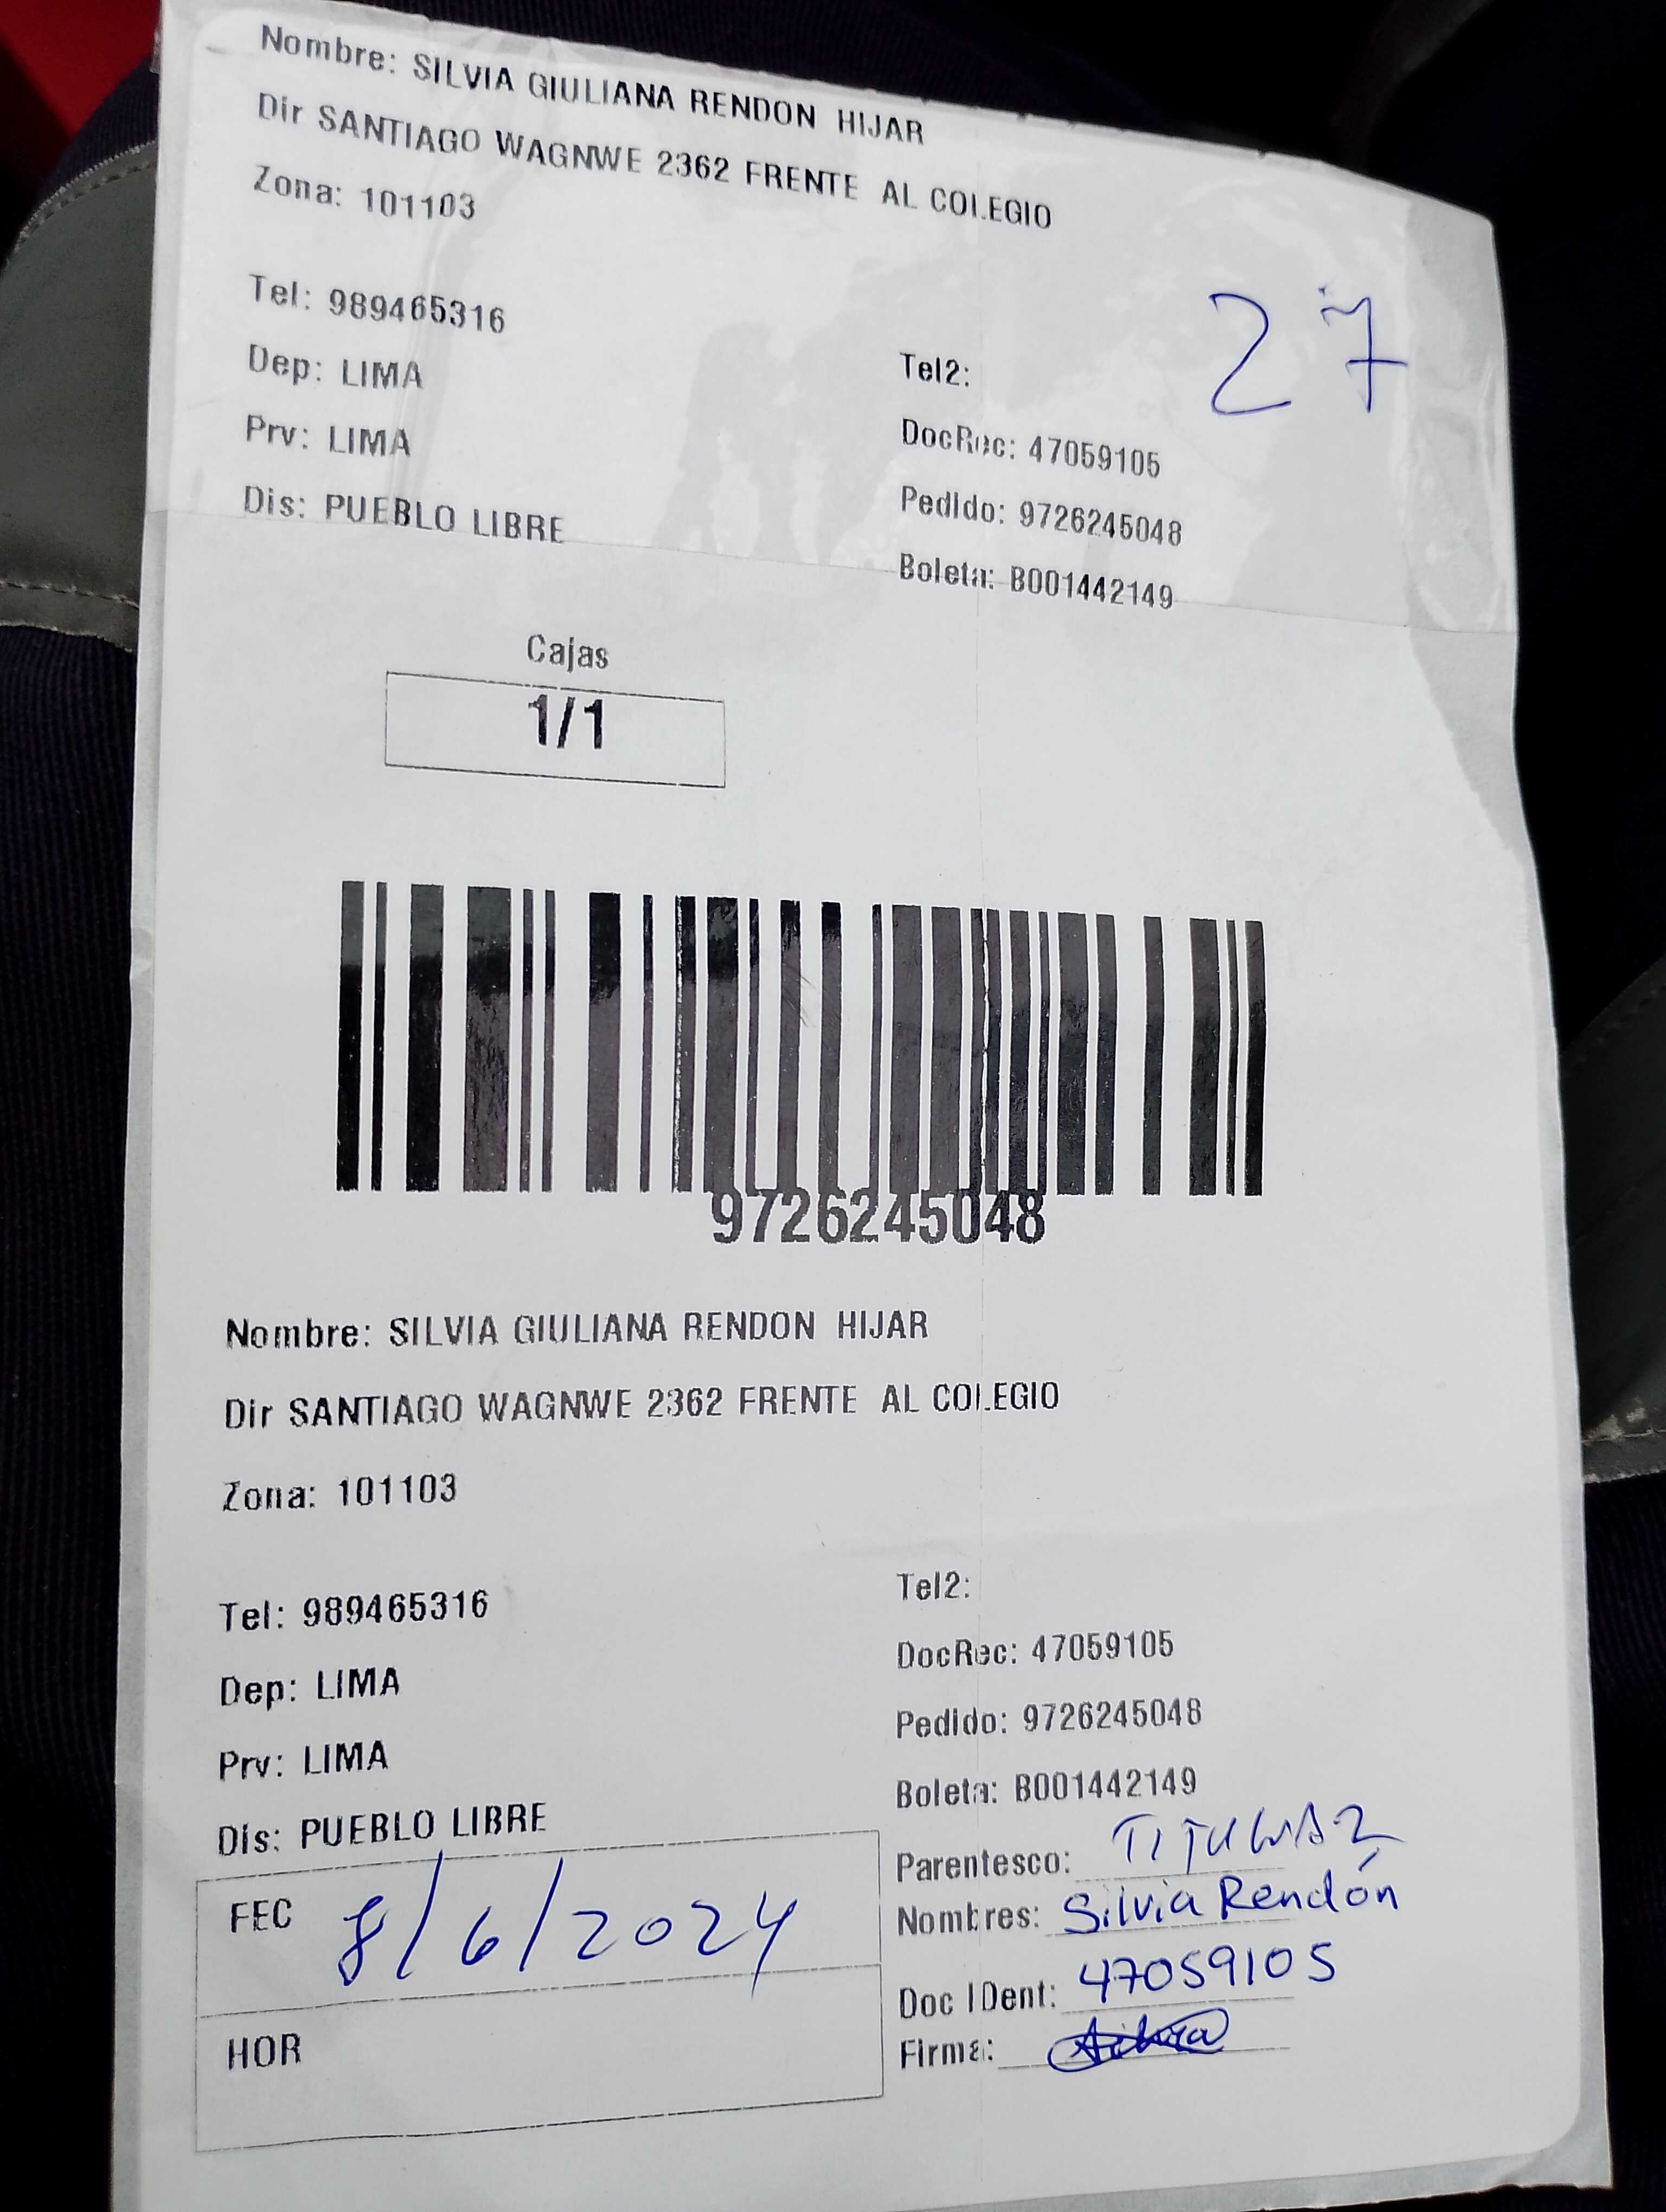 Nombre: SILVIA GIULIANA RENDON HIJAR
Dir SANTIAGO WAGNWE 2362 FRENTE AL COLEGIO
Zona: 101103
27
Tel: 989465316
Tel2:
Dep: LIMA
DocRec: 47059105
Prv: LIMA
Pedido: 9726245048
Dis: PUEBLO LIBRE
Boleta: B001442149
Cajas
1/1
9726245048
Nombre: SILVIA GIULIANA RENDON HIJAR
Dir SANTIAGO WAGNWE 2362 FRENTE AL COLEGIO
Zona: 101103
Tel: 989465316
Tel2:
Dep: LIMA
DocRec: 47059105
Prv: LIMA
Pedido: 9726245048
Dis: PUEBLO LIBRE
Boleta: B001442149
Parentesco: TITULAR
FEC 8/6/2024
Nombres: Silvia Rendón
Doc IDent: 47059105
HOR
Firma: Silvia